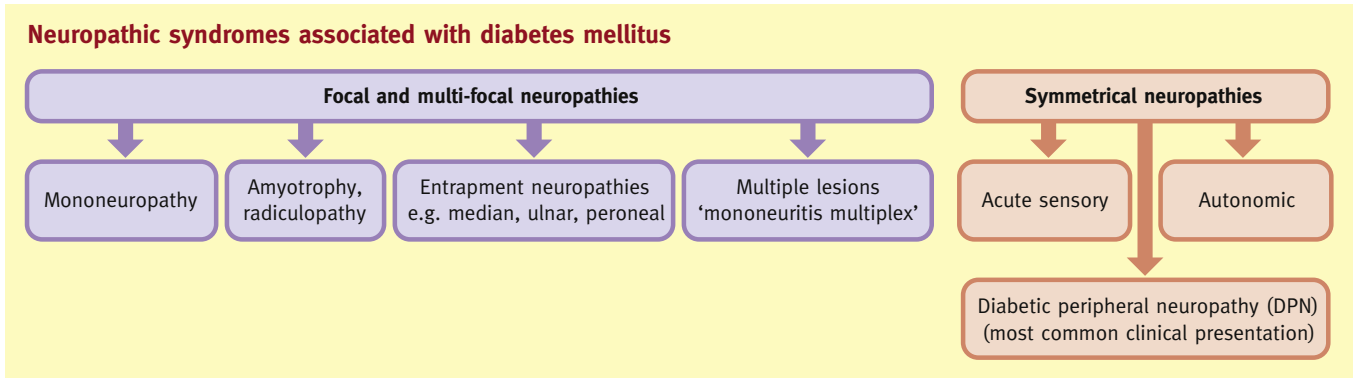 Neuropathic syndromes associated with diabetes mellitus
Focal and multi-focal neuropathies
Mononeuropathy
Amyotrophy,
radiculopathy
Entrapment neuropathies
e.g. median, ulnar, peroneal
Multiple lesions
‘mononeuritis multiplex’
Symmetrical neuropathies
Acute sensory
Autonomic
Diabetic peripheral neuropathy (DPN)
(most common clinical presentation)